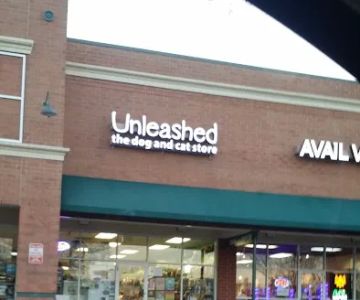 Unleashed
the dog and cat store
AVAIL